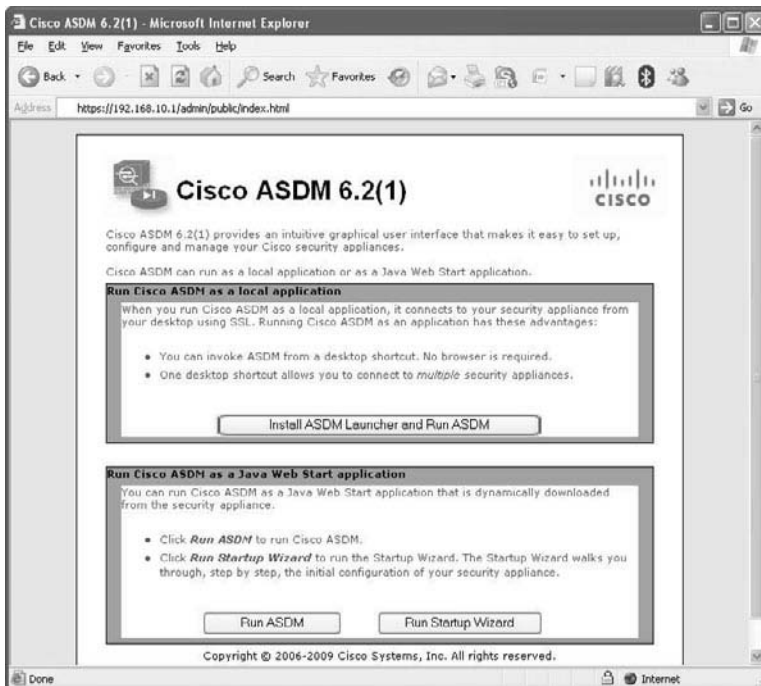 Cisco ASDM 6.2(1) - Microsoft Internet Explorer
File Edit View Favorites Tools Help
Back Search Favorites
Address https://192.168.10.1/admin/public/index.html Go
Cisco ASDM 6.2(1)
CISCO
Cisco ASDM 6.2(1) provides an intuitive graphical user interface that makes it easy to set up,
configure and manage your Cisco security appliances.
Cisco ASDM can run as a local application or as a Java Web Start application.
Run Cisco ASDM as a local application
When you run Cisco ASDM as a local application, it connects to your security appliance from
your desktop using SSL. Running Cisco ASDM as an application has these advantages:
• You can invoke ASDM from a desktop shortcut. No browser is required.
• One desktop shortcut allows you to connect to multiple security appliances.
Install ASDM Launcher and Run ASDM
Run Cisco ASDM as a Java Web Start application
You can run Cisco ASDM as a Java Web Start application that is dynamically downloaded
from the security appliance.
• Click Run ASDM to run Cisco ASDM.
• Click Run Startup Wizard to run the Startup Wizard. The Startup Wizard walks you
through, step by step, the initial configuration of your security appliance.
Run ASDM Run Startup Wizard
Copyright © 2006-2009 Cisco Systems, Inc. All rights reserved.
Done Internet